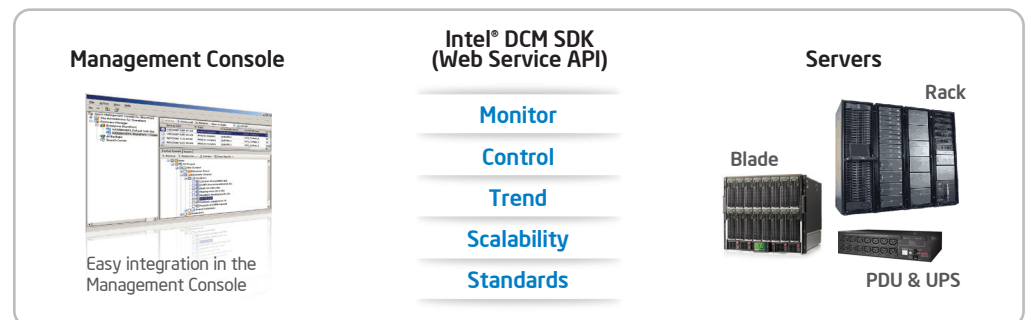 Management Console
Easy integration in the
Management Console
Intel® DCM SDK
(Web Service API)
Monitor
Control
Trend
Scalability
Standards
Servers
Rack
Blade
PDU & UPS